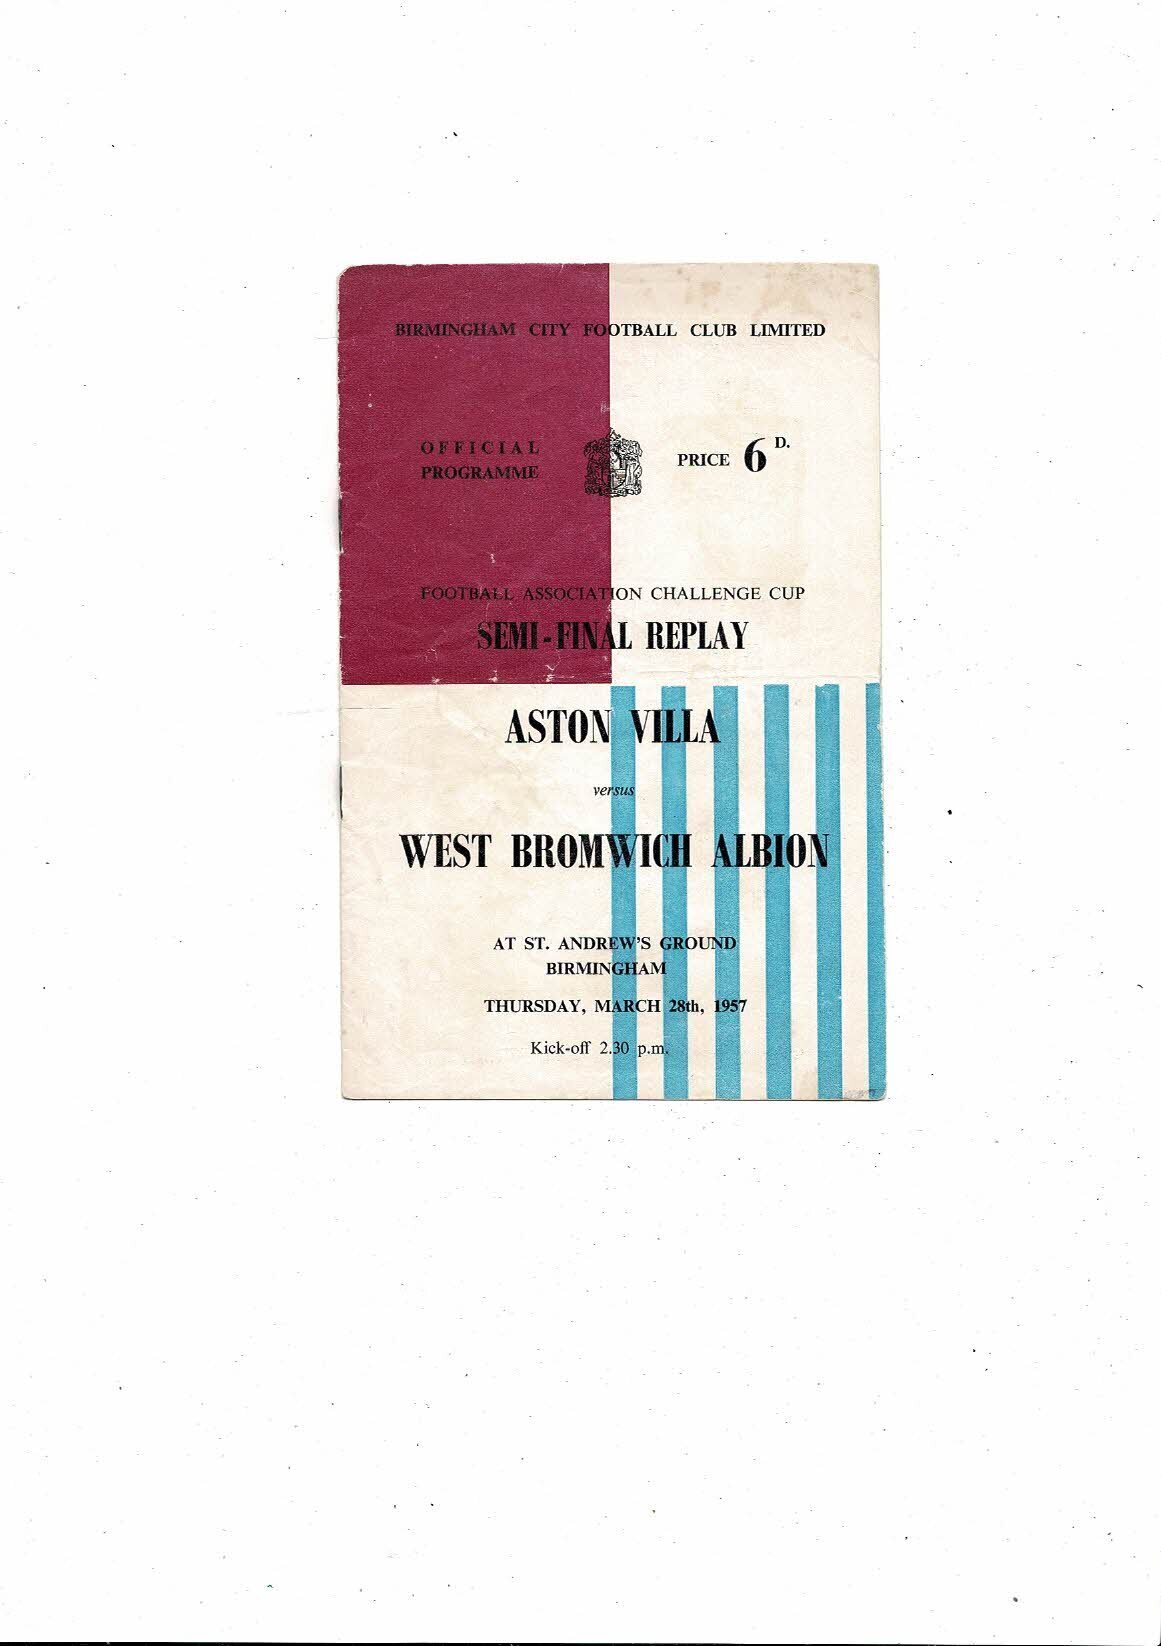 BIRMINGHAM CITY FOOTBALL CLUB LIMITED
OFFICIAL
PROGRAMME
PRICE 6D.
FOOTBALL ASSOCIATION CHALLENGE CUP
SEMI-FINAL REPLAY
ASTON VILLA
versus
WEST BROMWICH ALBION
AT ST. ANDREW'S GROUND
BIRMINGHAM
THURSDAY, MARCH 28th, 1957
Kick-off 2.30 p.m.